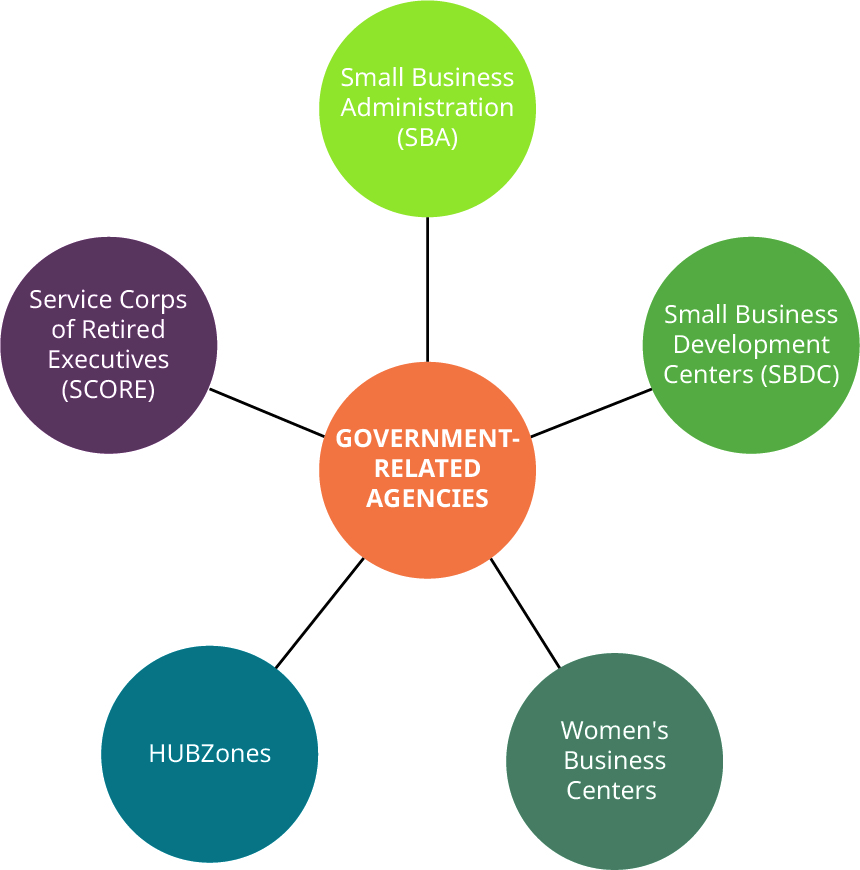 Small Business
Administration
(SBA)
Service Corps
of Retired
Executives
(SCORE)
Small Business
Development
Centers (SBDC)
GOVERNMENT-
RELATED
AGENCIES
HUBZones
Women's
Business
Centers